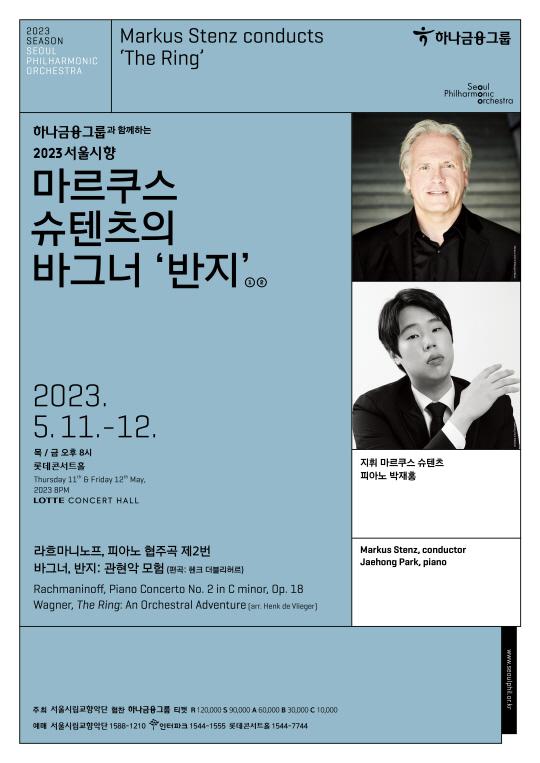 2023
SEASON
SEOUL
PHILHARMONIC
ORCHESTRA
Markus Stenz conducts
‘The Ring’
하나금융그룹
Seoul
Philharmonic
orchestra
하나금융그룹과 함께하는
2023 서울시향
마르쿠스
슈텐츠의
바그너 ‘반지’①②
2023.
5. 11.-12.
목 / 금 오후 8시
롯데콘서트홀
Thursday 11th & Friday 12th May,
2023 8PM
LOTTE CONCERT HALL
지휘 마르쿠스 슈텐츠
피아노 박재홍
Markus Stenz, conductor
Jaehong Park, piano
라흐마니노프, 피아노 협주곡 제2번
바그너, 반지: 관현악 모험 (편곡: 헹크 더블리허르)
Rachmaninoff, Piano Concerto No. 2 in C minor, Op. 18
Wagner, The Ring: An Orchestral Adventure (arr. Henk de Vlieger)
www.seoulphil.or.kr
주최 서울시립교향악단 협찬 하나금융그룹 티켓 R 120,000 S 90,000 A 60,000 B 30,000 C 10,000
예매 서울시립교향악단 1588-1210 인터파크 1544-1555 롯데콘서트홀 1544-7744